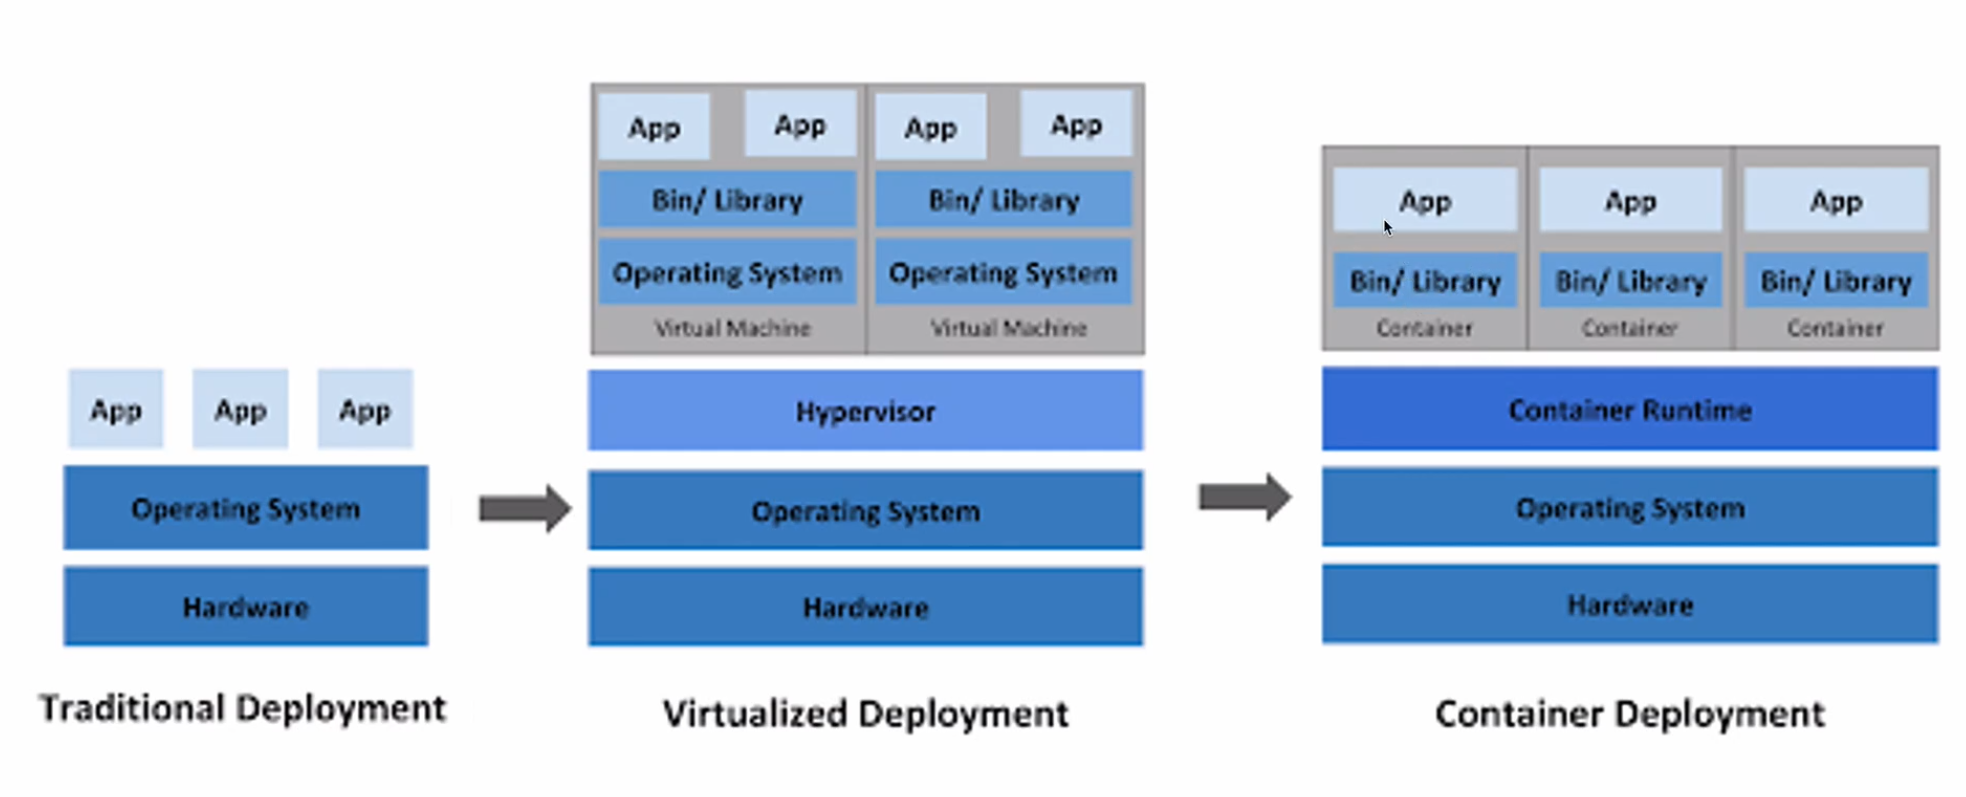 App App App
Operating System
Hardware
Traditional Deployment
App App App App
Bin/ Library Bin/ Library
Operating System Operating System
Virtual Machine Virtual Machine
Hypervisor
Operating System
Hardware
Virtualized Deployment
App App App
Bin/ Library Bin/ Library Bin/ Library
Container Container Container
Container Runtime
Operating System
Hardware
Container Deployment